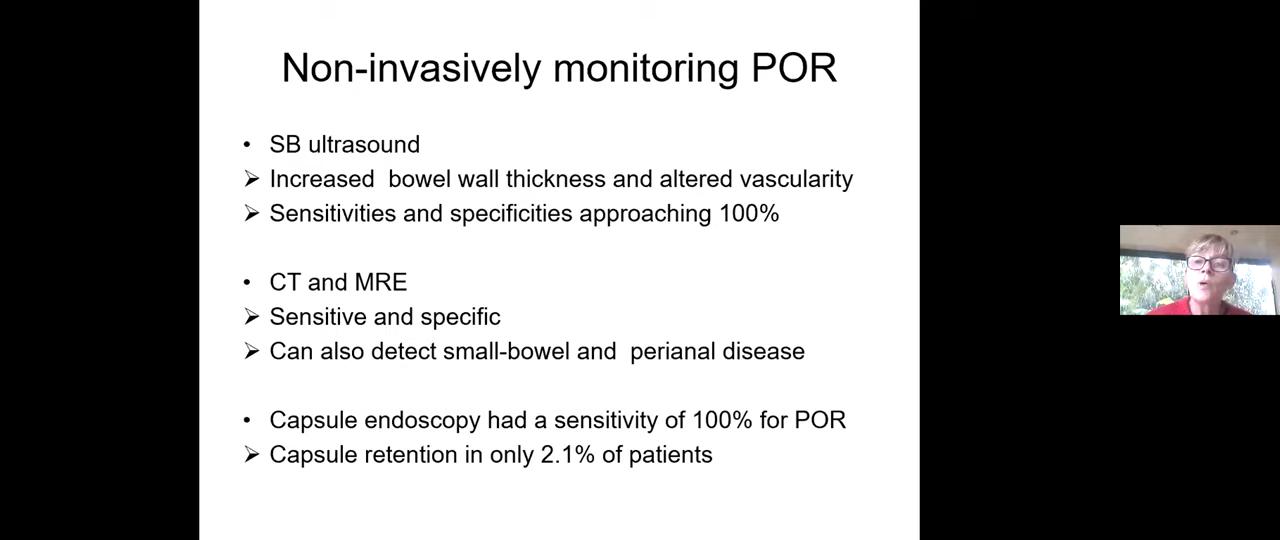 Non-invasively monitoring POR
• SB ultrasound
➢ Increased bowel wall thickness and altered vascularity
➢ Sensitivities and specificities approaching 100%
• CT and MRE
➢ Sensitive and specific
➢ Can also detect small-bowel and perianal disease
• Capsule endoscopy had a sensitivity of 100% for POR
➢ Capsule retention in only 2.1% of patients